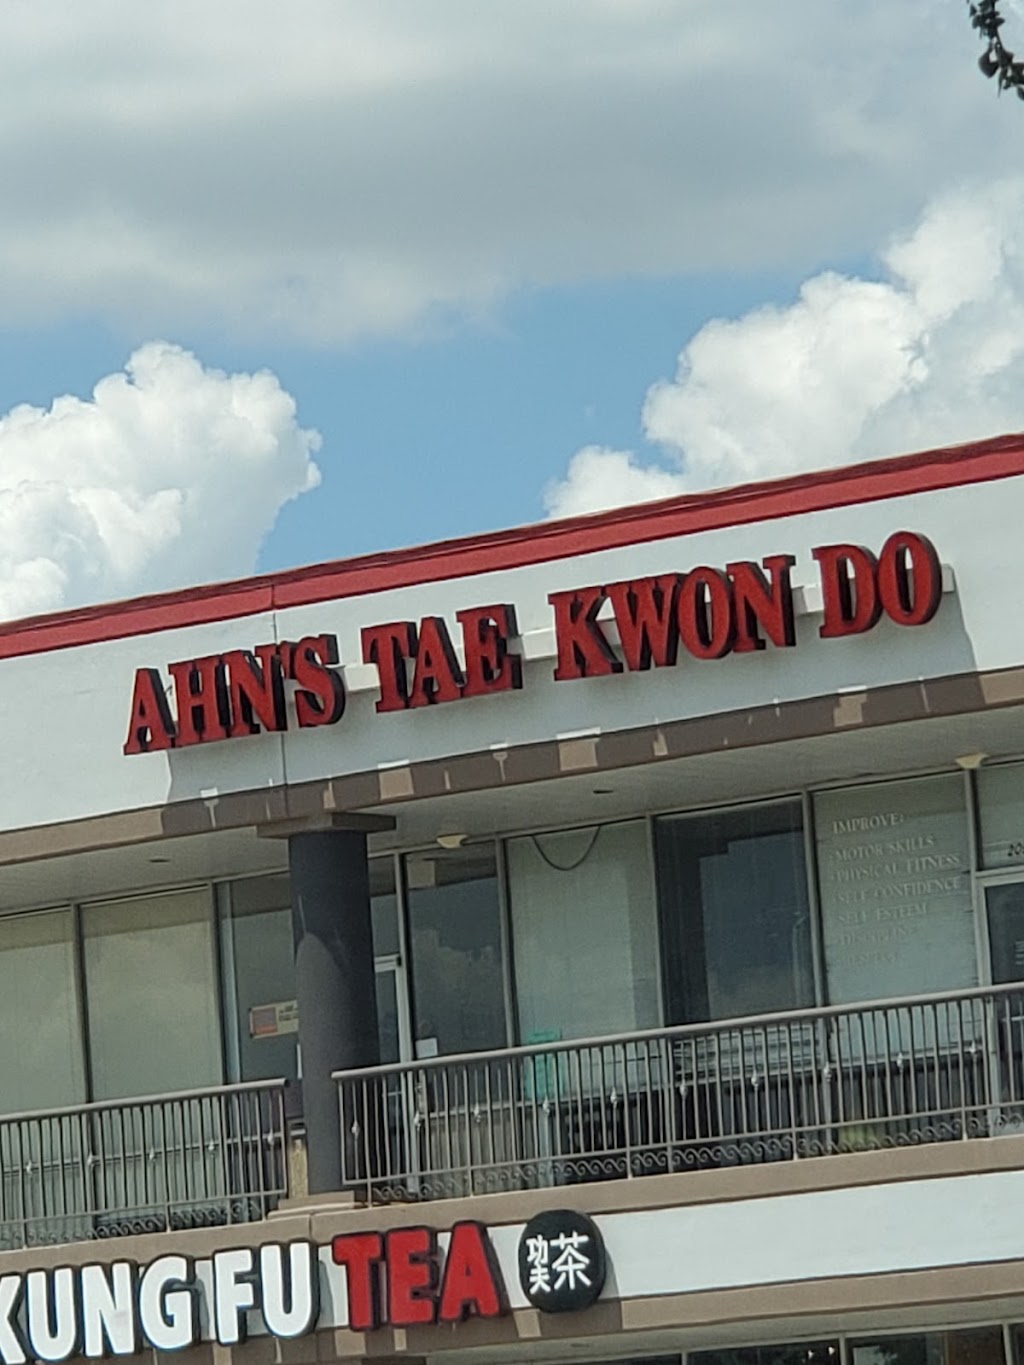 AHN'S TAE KWON DO
IMPROVE:
MOTOR SKILLS
PHYSICAL FITNESS
SELF CONFIDENCE
SELF ESTEEM
DISCIPLINE
KUNG FU TEA 功夫茶